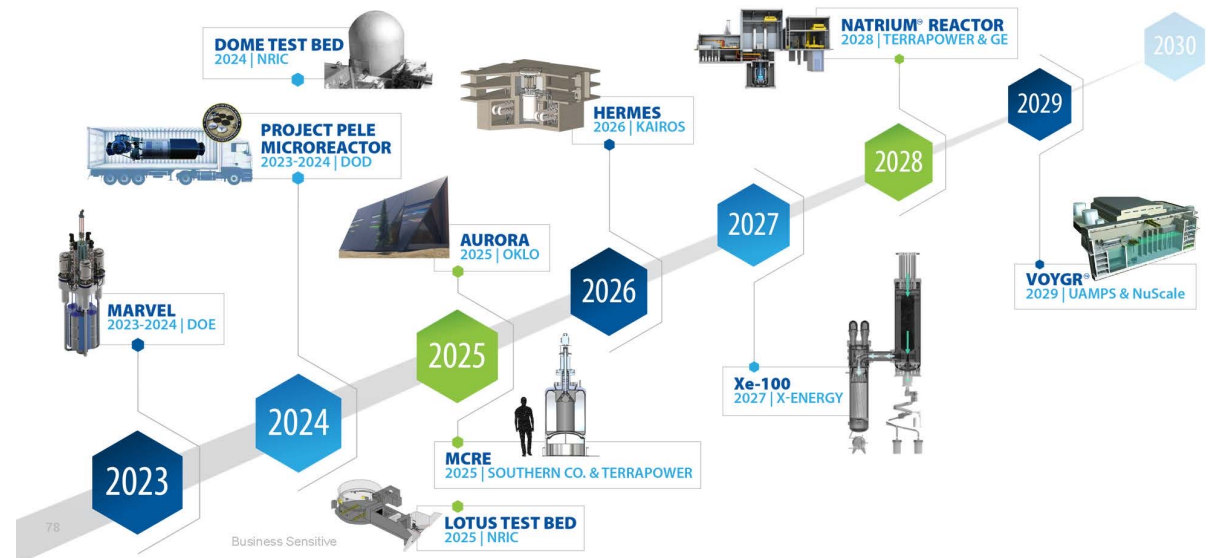 DOME TEST BED
2024 | NRIC
NATRIUM® REACTOR
2028 | TERRAPOWER & GE
2030
2029
PROJECT PELE
MICROREACTOR
2023-2024 | DOD
HERMES
2026 | KAIROS
2028
AURORA
2025 | OKLO
2027
VOYGR
2029 | UAMPS & NuScale
MARVEL
2023-2024 | DOE
2026
2025
Xe-100
2027 | X-ENERGY
2024
MCRE
2025 | SOUTHERN CO. & TERRAPOWER
2023
LOTUS TEST BED
2025 | NRIC
78
Business Sensitive